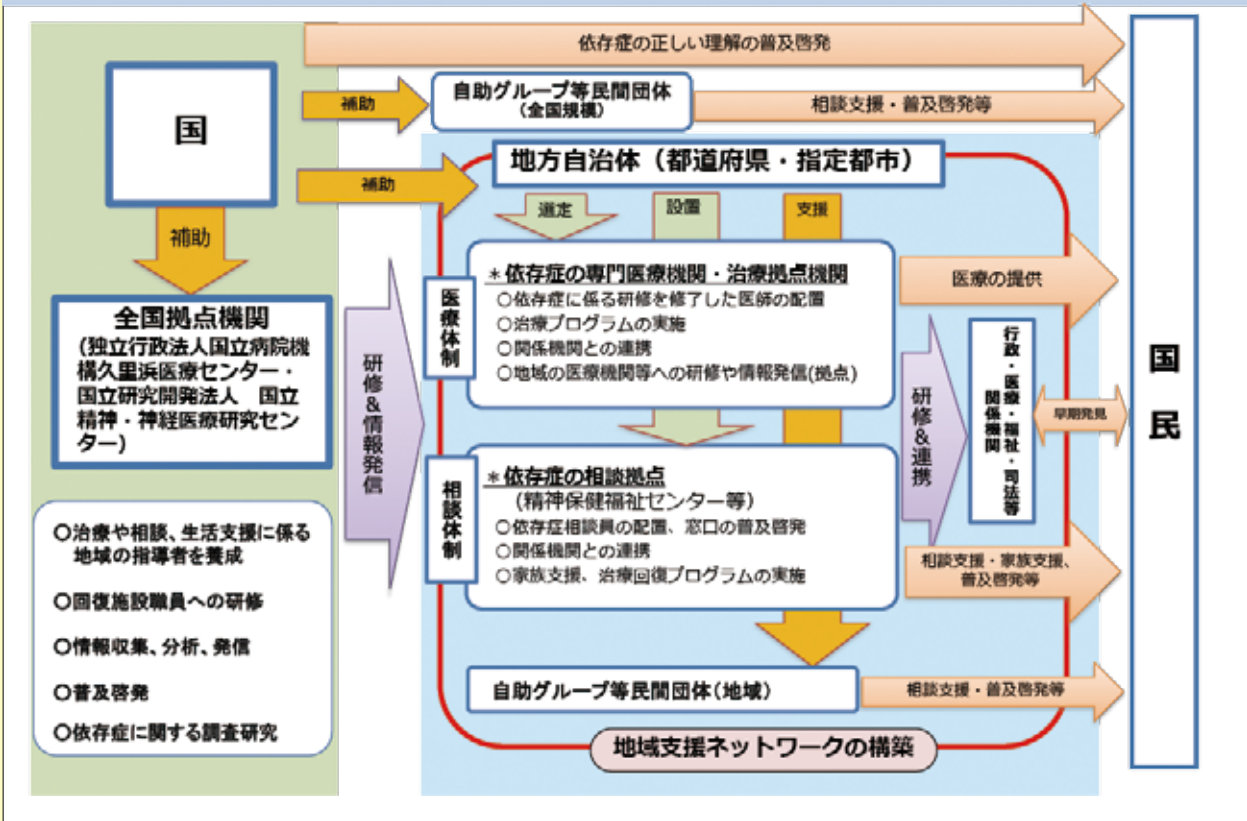 依存症の正しい理解の普及啓発
国
補助
自助グループ等民間団体
(全国規模)
相談支援・普及啓発等
補助
地方自治体（都道府県・指定都市）
選定
設置
支援
補助
全国拠点機関
(独立行政法人国立病院機
構久里浜医療センター・
国立研究開発法人　国立
精神・神経医療研究セン
ター)
研修&情報発信
医療体制
＊依存症の専門医療機関・治療拠点機関
○依存症に係る研修を修了した医師の配置
○治療プログラムの実施
○関係機関との連携
○地域の医療機関等への研修や情報発信(拠点)
医療の提供
研修&連携
行政・医療・福祉・司法等
関係機関
早期発見
国民
相談体制
＊依存症の相談拠点
(精神保健福祉センター等)
○依存症相談員の配置、窓口の普及啓発
○関係機関との連携
○家族支援、治療回復プログラムの実施
相談支援・家族支援、
普及啓発等
○治療や相談、生活支援に係る
地域の指導者を養成
○回復施設職員への研修
○情報収集、分析、発信
○普及啓発
○依存症に関する調査研究
自助グループ等民間団体(地域)
相談支援・普及啓発等
地域支援ネットワークの構築